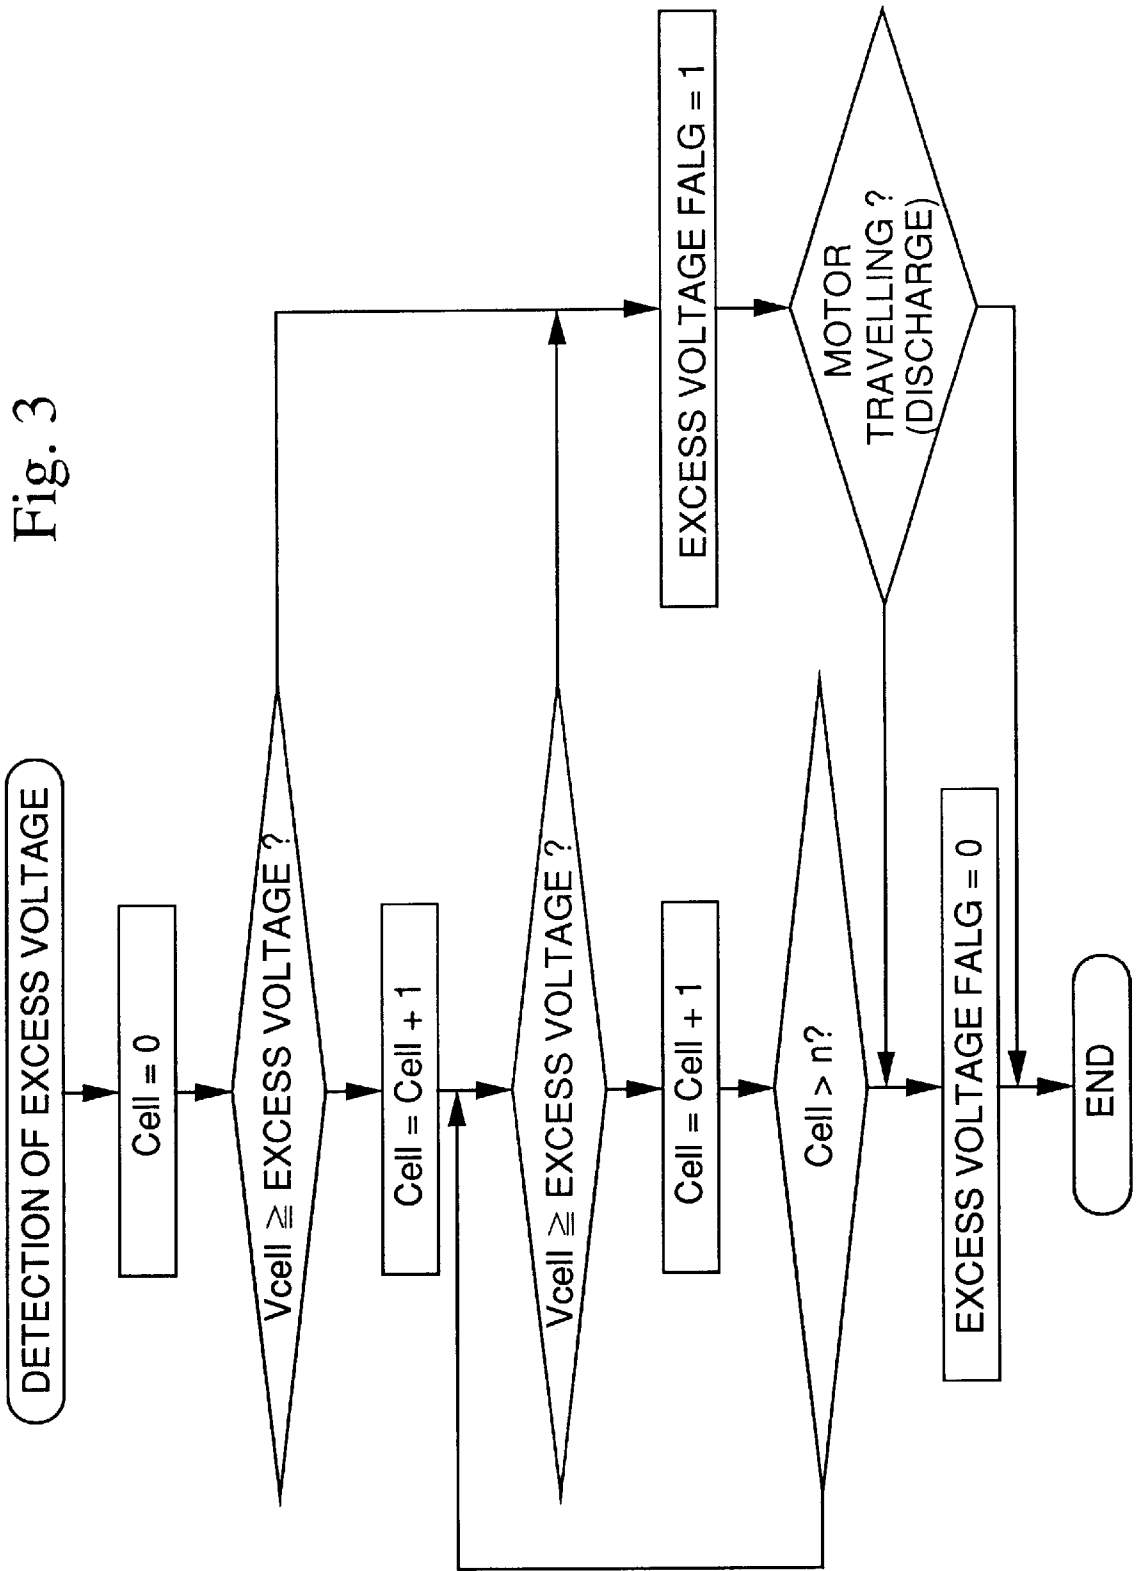 Fig. 3
DETECTION OF EXCESS VOLTAGE
Cell = 0
Vcell ≧ EXCESS VOLTAGE ?
Cell = Cell + 1
Vcell ≧ EXCESS VOLTAGE ?
Cell = Cell + 1
Cell > n?
EXCESS VOLTAGE FALG = 1
MOTOR
TRAVELLING ?
(DISCHARGE)
EXCESS VOLTAGE FALG = 0
END